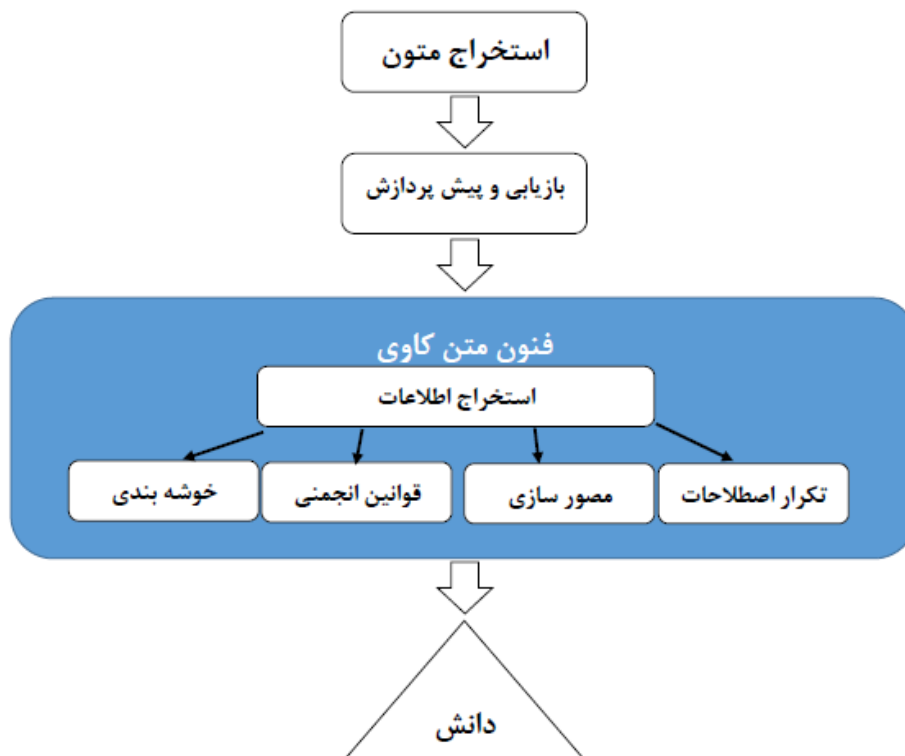 استخراج متون
بازیابی و پیش پردازش
فنون متن کاوی
استخراج اطلاعات
تکرار اصطلاحات
مصور سازی
قوانین انجمنی
خوشه بندی
دانش